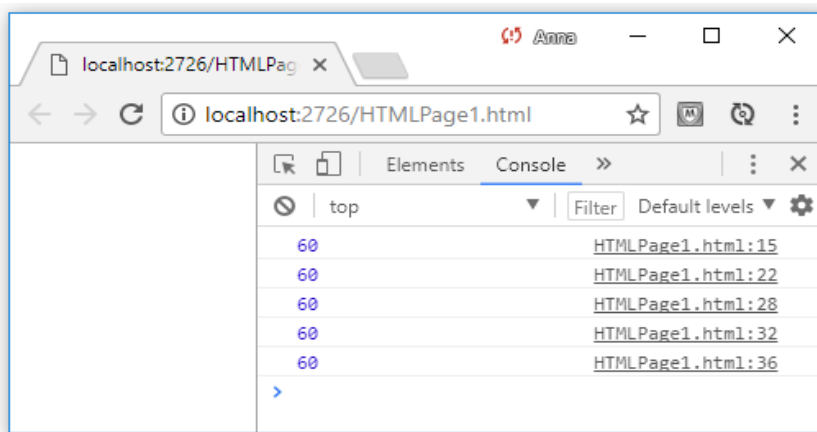 Anna
localhost:2726/HTMLPag
localhost:2726/HTMLPage1.html
Elements Console »
top Filter Default levels
60 HTMLPage1.html:15
60 HTMLPage1.html:22
60 HTMLPage1.html:28
60 HTMLPage1.html:32
60 HTMLPage1.html:36
>